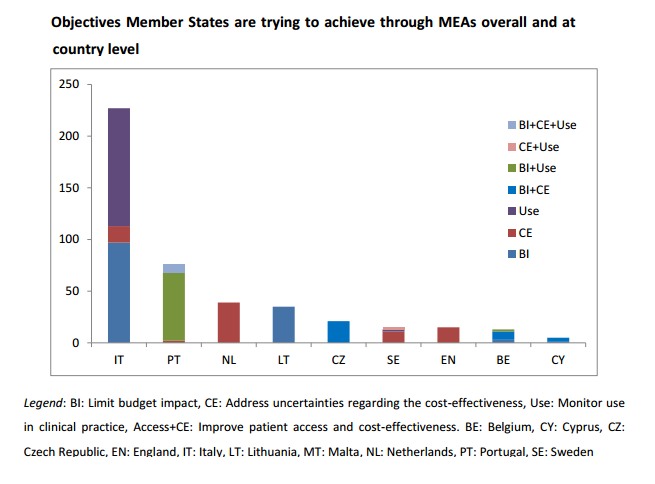 Objectives Member States are trying to achieve through MEAs overall and at
country level
250
200
150
100
50
0
BI+CE+Use
CE+Use
BI+Use
BI+CE
Use
CE
BI
IT PT NL LT CZ SE EN BE CY
Legend: BI: Limit budget impact, CE: Address uncertainties regarding the cost-effectiveness, Use: Monitor use
in clinical practice, Access+CE: Improve patient access and cost-effectiveness. BE: Belgium, CY: Cyprus, CZ:
Czech Republic, EN: England, IT: Italy, LT: Lithuania, MT: Malta, NL: Netherlands, PT: Portugal, SE: Sweden